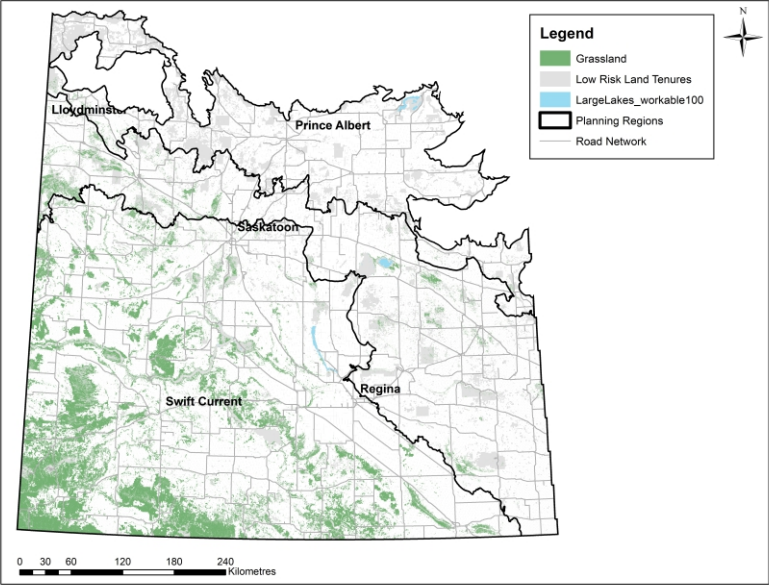 N
Legend
Grassland
Low Risk Land Tenures
LargeLakes_workable100
Planning Regions
Road Network
Lloydminster
Prince Albert
Saskatoon
Swift Current
Regina
0 30 60 120 180 240
Kilometres